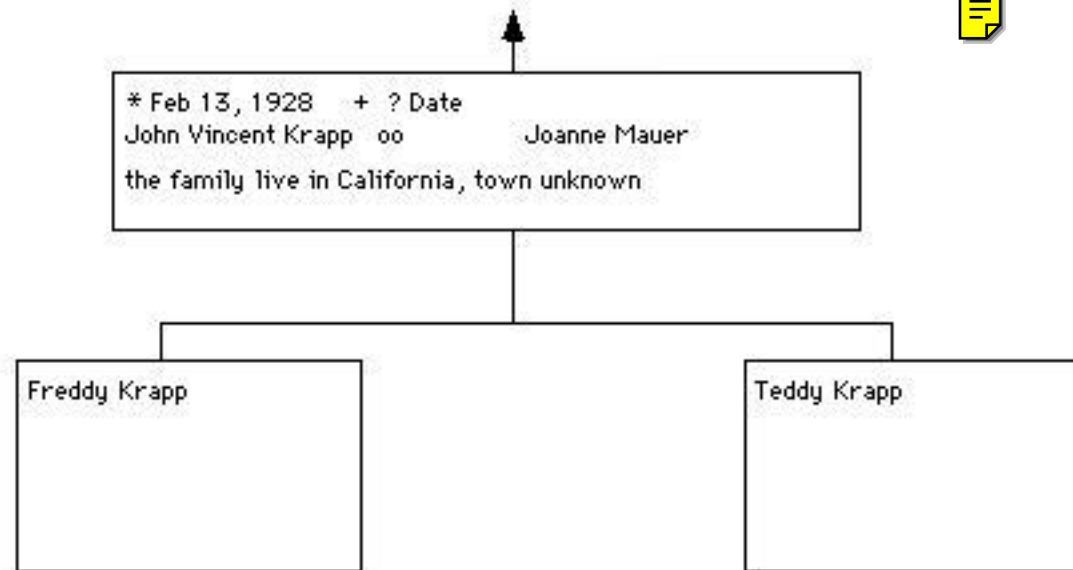 * Feb 13, 1928 + ? Date
John Vincent Krapp oo Joanne Mauer
the family live in California, town unknown
Freddy Krapp
Teddy Krapp